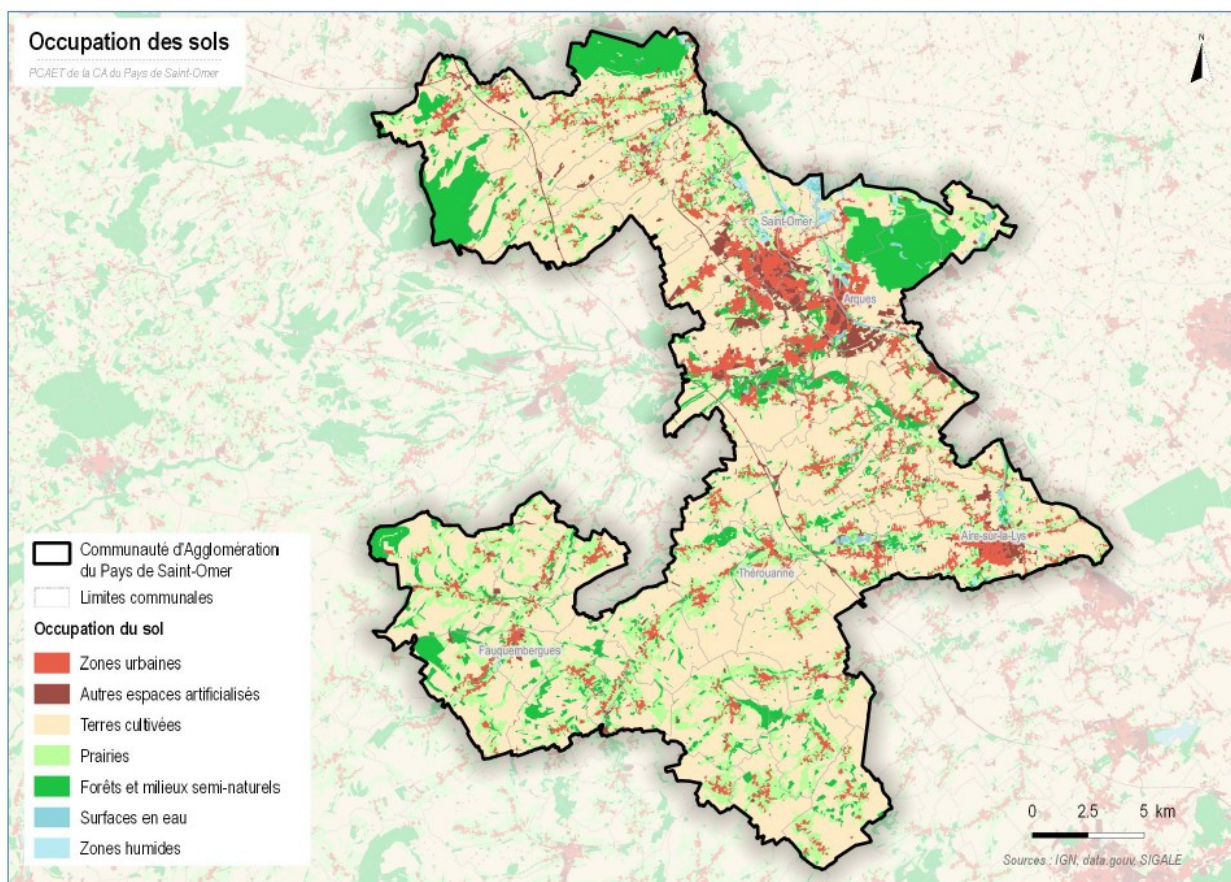 Occupation des sols
PCAET de la CA du Pays de Saint-Omer
N
Saint-Omer
Arques
Aire-sur-la-Lys
Thérouanne
Fauquembergues
Communauté d'Agglomération
du Pays de Saint-Omer
Limites communales
Occupation du sol
Zones urbaines
Autres espaces artificialisés
Terres cultivées
Prairies
Forêts et milieux semi-naturels
Surfaces en eau
Zones humides
0 2.5 5 km
Sources : IGN, data.gouv, SIGALE